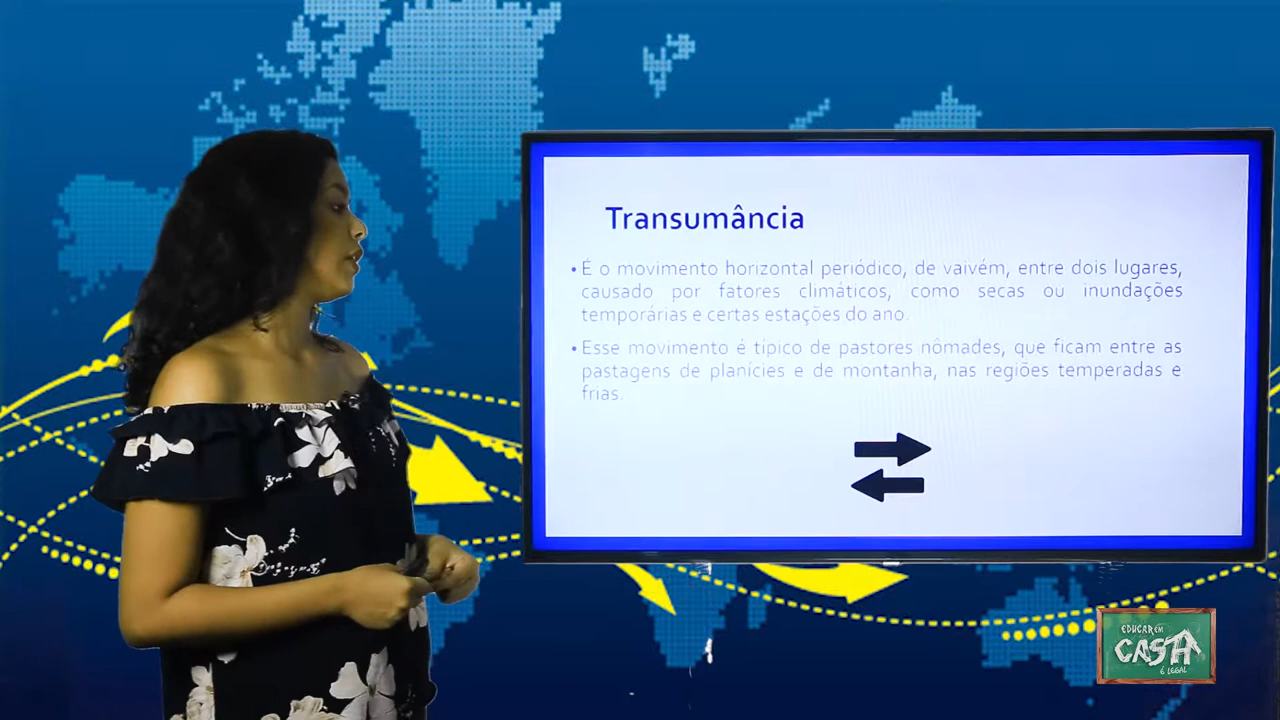 Transumância
• É o movimento horizontal periódico, de vaivém, entre dois lugares,
causado por fatores climáticos, como secas ou inundações
temporárias e certas estações do ano.
• Esse movimento é típico de pastores nômades, que ficam entre as
pastagens de planícies e de montanha, nas regiões temperadas e
frias.
EDUCAR EM
CASA
É LEGAL